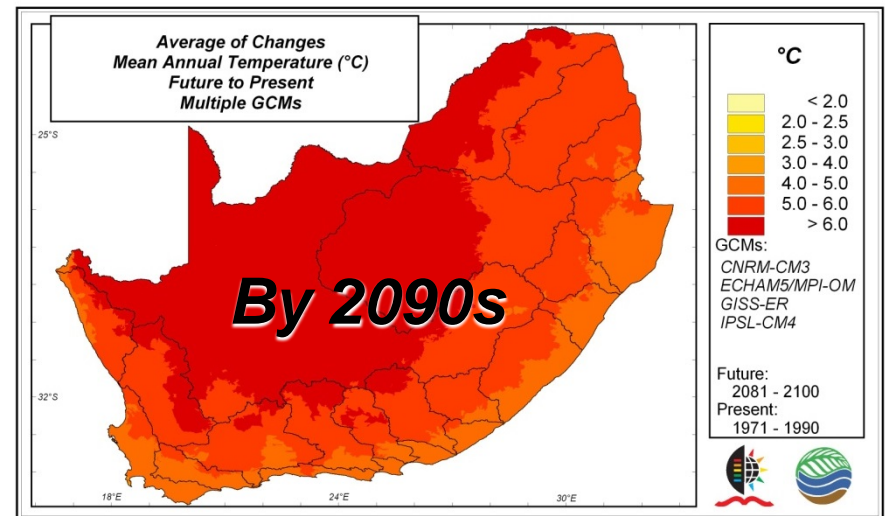 Average of Changes
Mean Annual Temperature (°C)
Future to Present
Multiple GCMs
25°S
32°S
18°E
24°E
30°E
By 2090s
°C
< 2.0
2.0 - 2.5
2.5 - 3.0
3.0 - 4.0
4.0 - 5.0
5.0 - 6.0
> 6.0
GCMs:
CNRM-CM3
ECHAM5/MPI-OM
GISS-ER
IPSL-CM4
Future:
2081 - 2100
Present:
1971 - 1990